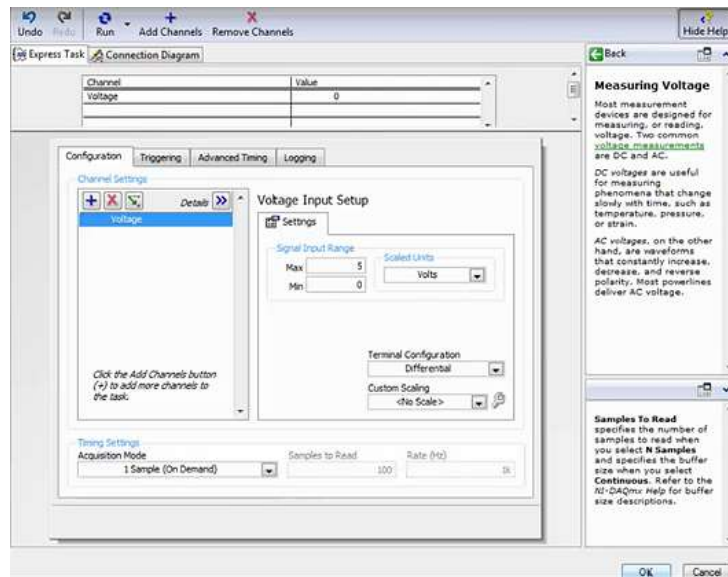 Undo Redo Run Add Channels Remove Channels Hide Help
Express Task Connection Diagram
Back
Channel Value
Voltage 0
Configuration Triggering Advanced Timing Logging
Channel Settings
Details
Voltage
Click the Add Channels button
(+) to add more channels to
the task.
Voltage Input Setup
Settings
Signal Input Range
Max 5
Min 0
Scaled Units
Volts
Terminal Configuration
Differential
Custom Scaling
<No Scale>
Timing Settings
Acquisition Mode
1 Sample (On Demand)
Samples to Read
100
Rate (Hz)
1k
Measuring Voltage
Most measurement
devices are designed for
measuring, or reading,
voltage. Two common
voltage measurements
are DC and AC.
DC voltages are useful
for measuring
phenomena that change
slowly with time, such as
temperature, pressure,
or strain.
AC voltages, on the other
hand, are waveforms
that constantly increase,
decrease, and reverse
polarity. Most powerlines
deliver AC voltage.
Samples To Read
specifies the number of
samples to read when
you select N Samples
and specifies the buffer
size when you select
Continuous. Refer to the
NI-DAQmx Help for buffer
size descriptions.
OK Cancel